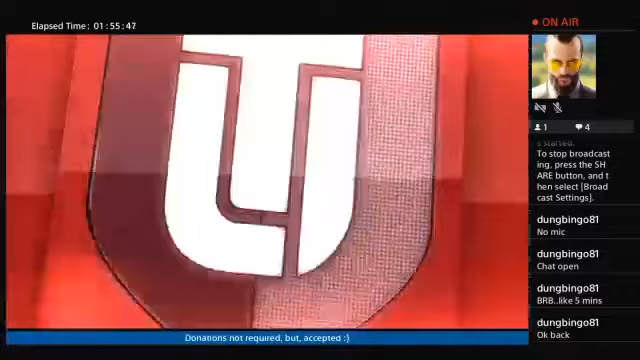 Elapsed Time: 01:55:47
ON AIR
1
4
s started.
To stop broadcast
ing, press the SH
ARE button, and t
hen select [Broad
cast Settings].
dungbingo81
No mic
dungbingo81
Chat open
dungbingo81
BRB..like 5 mins
dungbingo81
Ok back
Donations not required, but, accepted :)